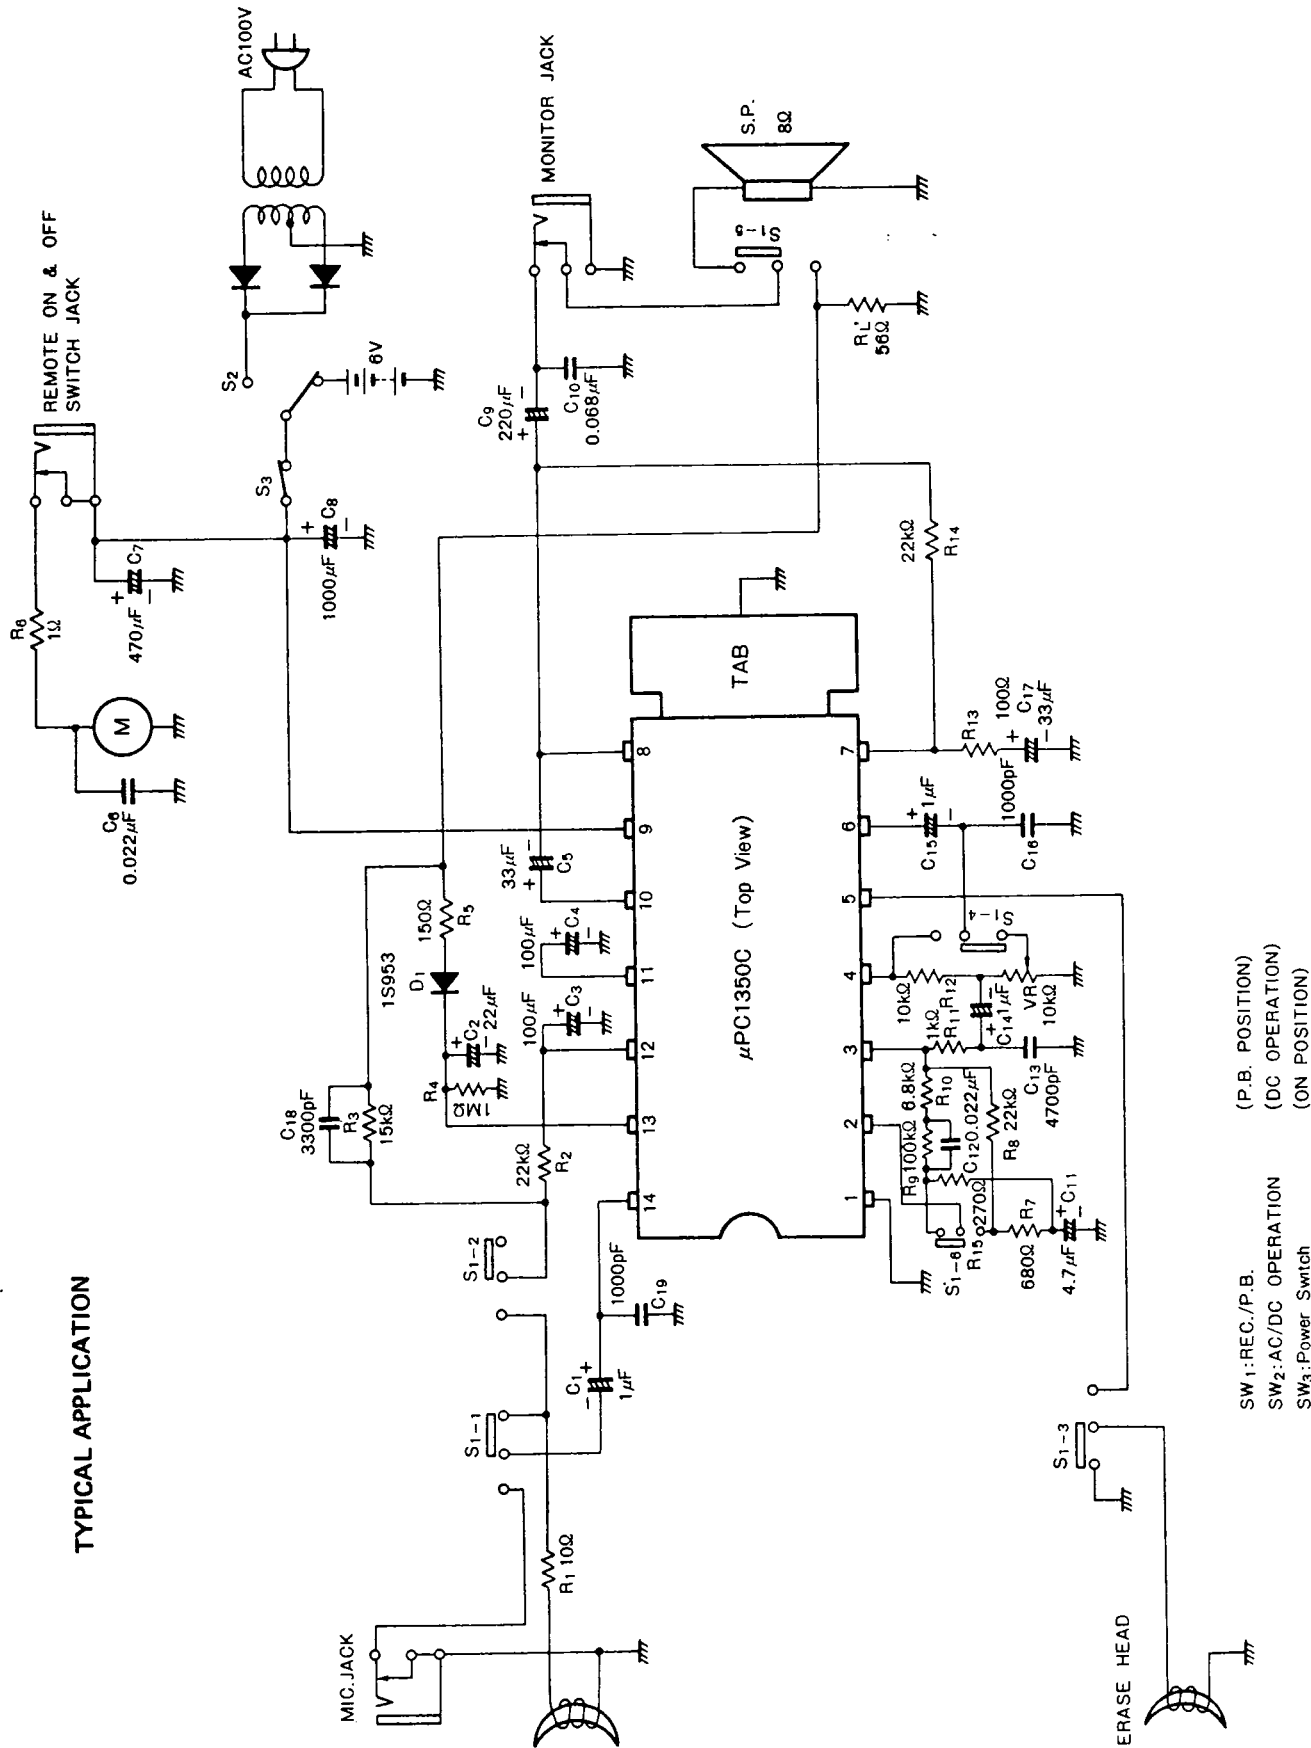 TYPICAL APPLICATION
MIC.JACK
R1 10Ω
S1-1
S1-2
C1
- +
1μF
1000pF
C19
C18
3300pF
R3
15kΩ
22kΩ
R2
R4
1MΩ
C2
22μF
+
-
1S953
D1
150Ω
R5
100μF
C3
+
-
100μF
C4
+
-
33μF
C5
+ -
C6
0.022μF
M
R6
1Ω
REMOTE ON & OFF
SWITCH JACK
470μF
C7
+
-
1000μF
C8
+
-
S3
S2
6V
AC100V
C9
220μF
+ -
C10
0.068μF
MONITOR JACK
S.P.
8Ω
S1-5
RL'
56Ω
22kΩ
R14
14
13
12
11
10
9
8
μPC1350C (Top View)
TAB
1
2
3
4
5
6
7
S1-6
R15
270Ω
R9
100kΩ
C12
0.022μF
6.8kΩ
R10
R8 22kΩ
R7
680Ω
C11
4.7μF
+
-
1kΩ
R11
C14
1μF
+ -
C13
4700pF
10kΩ
R12
VR
10kΩ
S1-4
C15
1μF
+
-
1000pF
C16
R13
100Ω
C17
33μF
+
-
S1-3
ERASE HEAD
SW1:REC./P.B. (P.B. POSITION)
SW2:AC/DC OPERATION (DC OPERATION)
SW3:Power Switch (ON POSITION)